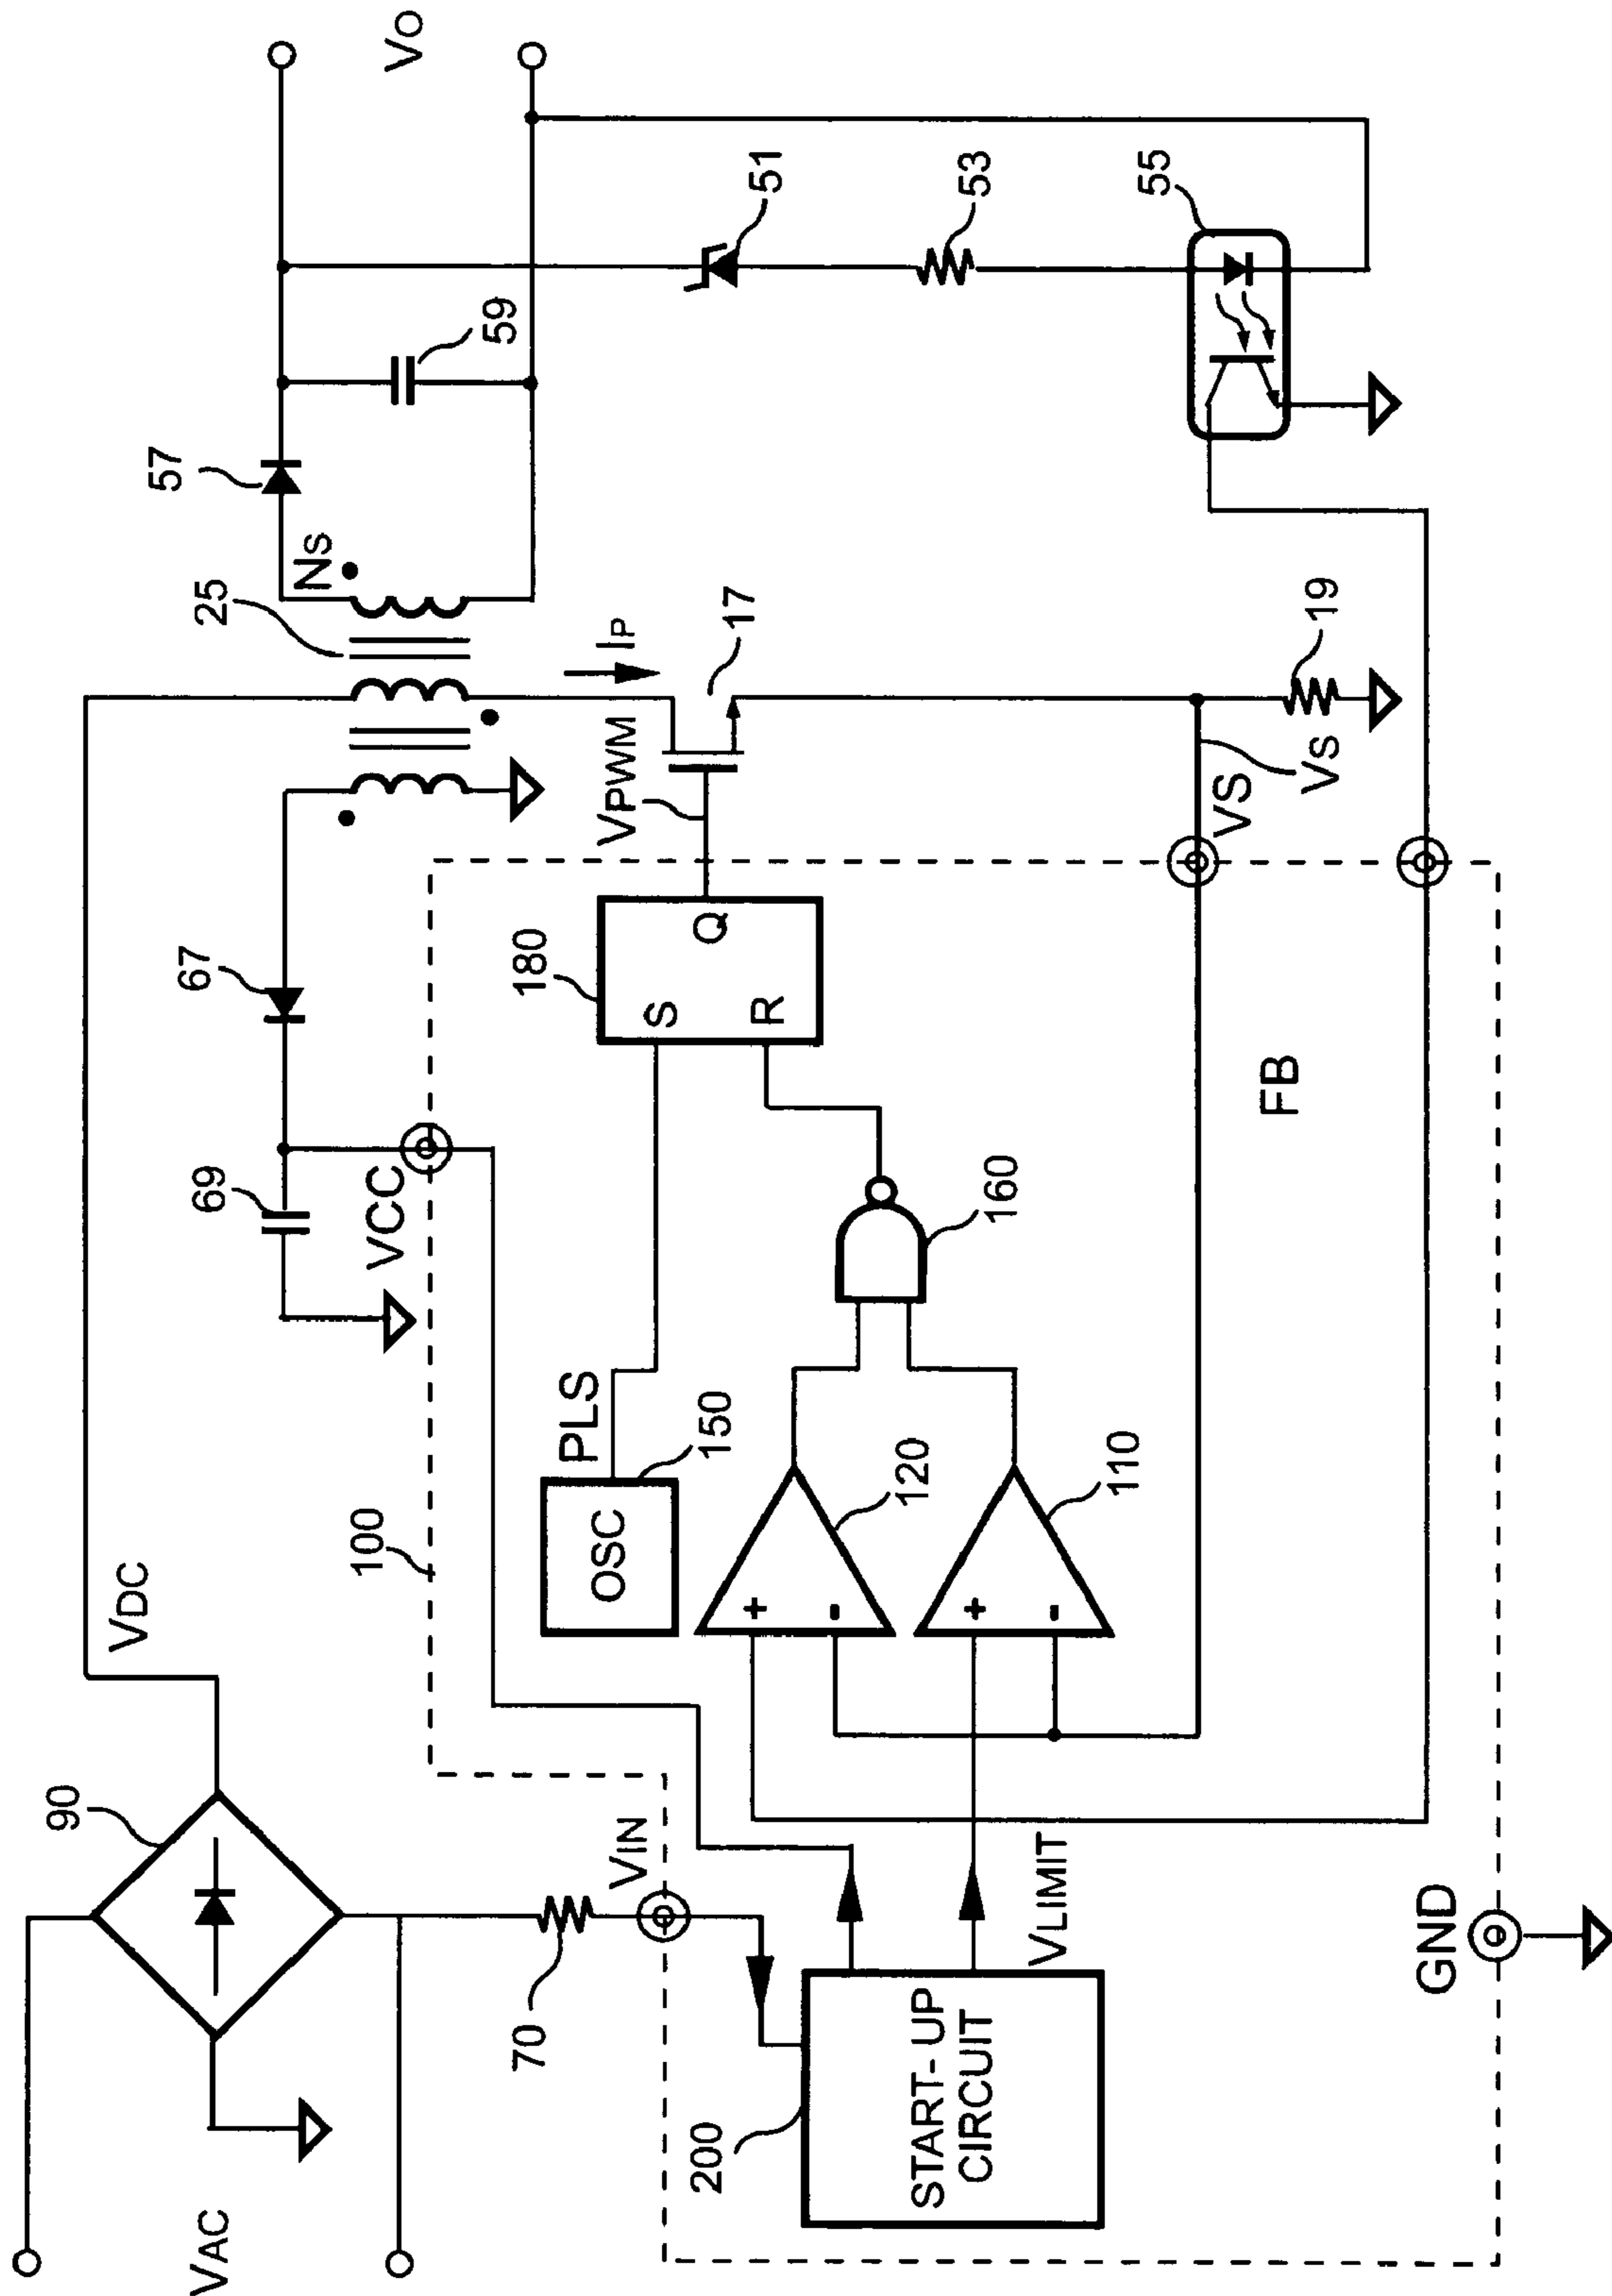 VAC
90
VDC
70
VIN
200
START-UP
CIRCUIT
VLIMIT
GND
100
OSC
150
PLS
+
-
120
+
-
110
160
69
VCC
67
180
S
R
Q
FB
VS
VS
VPWM
17
IP
19
25
NS
57
59
51
53
55
VO